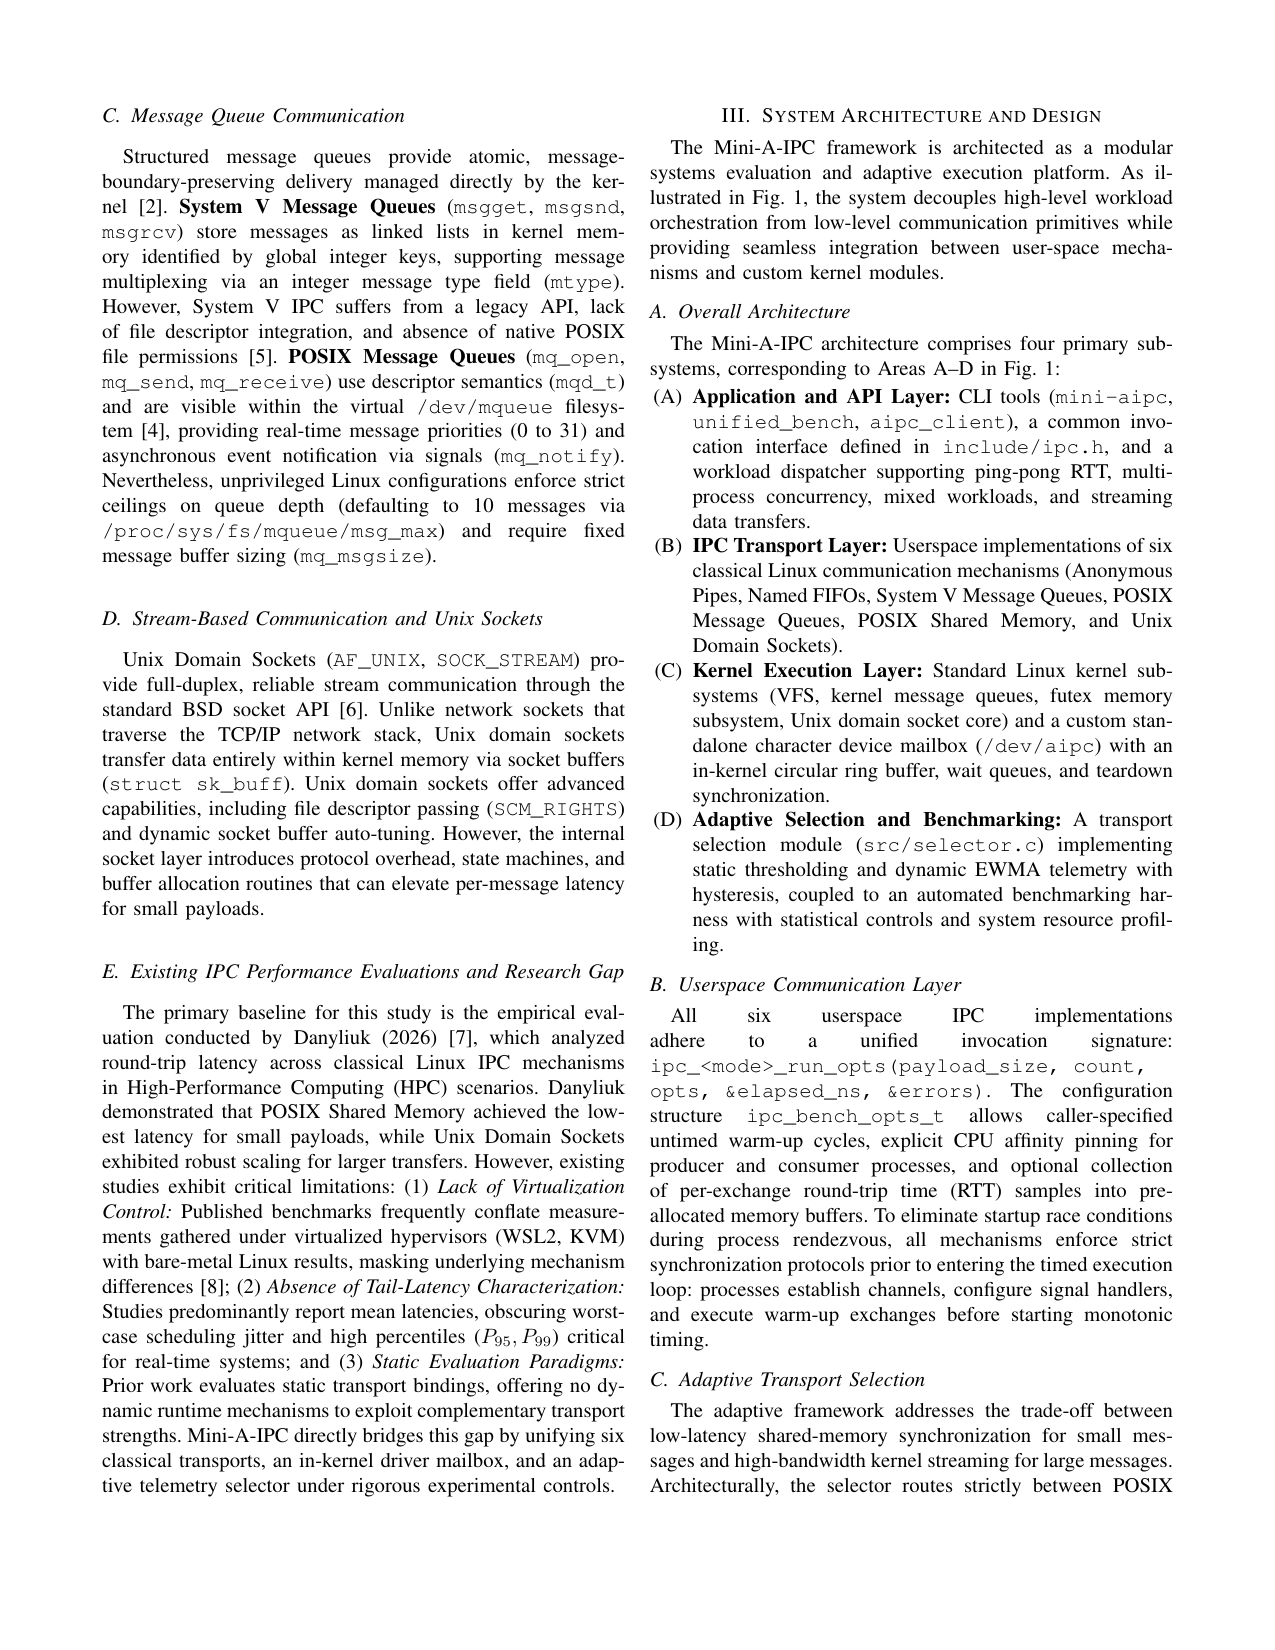 C. Message Queue Communication
Structured message queues provide atomic, message-
boundary-preserving delivery managed directly by the ker-
nel [2]. System V Message Queues (msgget, msgsnd,
msgrcv) store messages as linked lists in kernel mem-
ory identified by global integer keys, supporting message
multiplexing via an integer message type field (mtype).
However, System V IPC suffers from a legacy API, lack
of file descriptor integration, and absence of native POSIX
file permissions [5]. POSIX Message Queues (mq_open,
mq_send, mq_receive) use descriptor semantics (mqd_t)
and are visible within the virtual /dev/mqueue filesys-
tem [4], providing real-time message priorities (0 to 31) and
asynchronous event notification via signals (mq_notify).
Nevertheless, unprivileged Linux configurations enforce strict
ceilings on queue depth (defaulting to 10 messages via
/proc/sys/fs/mqueue/msg_max) and require fixed
message buffer sizing (mq_msgsize).
D. Stream-Based Communication and Unix Sockets
Unix Domain Sockets (AF_UNIX, SOCK_STREAM) pro-
vide full-duplex, reliable stream communication through the
standard BSD socket API [6]. Unlike network sockets that
traverse the TCP/IP network stack, Unix domain sockets
transfer data entirely within kernel memory via socket buffers
(struct sk_buff). Unix domain sockets offer advanced
capabilities, including file descriptor passing (SCM_RIGHTS)
and dynamic socket buffer auto-tuning. However, the internal
socket layer introduces protocol overhead, state machines, and
buffer allocation routines that can elevate per-message latency
for small payloads.
E. Existing IPC Performance Evaluations and Research Gap
The primary baseline for this study is the empirical eval-
uation conducted by Danyliuk (2026) [7], which analyzed
round-trip latency across classical Linux IPC mechanisms
in High-Performance Computing (HPC) scenarios. Danyliuk
demonstrated that POSIX Shared Memory achieved the low-
est latency for small payloads, while Unix Domain Sockets
exhibited robust scaling for larger transfers. However, existing
studies exhibit critical limitations: (1) Lack of Virtualization
Control: Published benchmarks frequently conflate measure-
ments gathered under virtualized hypervisors (WSL2, KVM)
with bare-metal Linux results, masking underlying mechanism
differences [8]; (2) Absence of Tail-Latency Characterization:
Studies predominantly report mean latencies, obscuring worst-
case scheduling jitter and high percentiles (P95, P99) critical
for real-time systems; and (3) Static Evaluation Paradigms:
Prior work evaluates static transport bindings, offering no dy-
namic runtime mechanisms to exploit complementary transport
strengths. Mini-A-IPC directly bridges this gap by unifying six
classical transports, an in-kernel driver mailbox, and an adap-
tive telemetry selector under rigorous experimental controls.
III. SYSTEM ARCHITECTURE AND DESIGN
The Mini-A-IPC framework is architected as a modular
systems evaluation and adaptive execution platform. As il-
lustrated in Fig. 1, the system decouples high-level workload
orchestration from low-level communication primitives while
providing seamless integration between user-space mecha-
nisms and custom kernel modules.
A. Overall Architecture
The Mini-A-IPC architecture comprises four primary sub-
systems, corresponding to Areas A–D in Fig. 1:
(A) Application and API Layer: CLI tools (mini-aipc,
unified_bench, aipc_client), a common invo-
cation interface defined in include/ipc.h, and a
workload dispatcher supporting ping-pong RTT, multi-
process concurrency, mixed workloads, and streaming
data transfers.
(B) IPC Transport Layer: Userspace implementations of six
classical Linux communication mechanisms (Anonymous
Pipes, Named FIFOs, System V Message Queues, POSIX
Message Queues, POSIX Shared Memory, and Unix
Domain Sockets).
(C) Kernel Execution Layer: Standard Linux kernel sub-
systems (VFS, kernel message queues, futex memory
subsystem, Unix domain socket core) and a custom stan-
dalone character device mailbox (/dev/aipc) with an
in-kernel circular ring buffer, wait queues, and teardown
synchronization.
(D) Adaptive Selection and Benchmarking: A transport
selection module (src/selector.c) implementing
static thresholding and dynamic EWMA telemetry with
hysteresis, coupled to an automated benchmarking har-
ness with statistical controls and system resource profil-
ing.
B. Userspace Communication Layer
All six userspace IPC implementations
adhere to a unified invocation signature:
ipc_<mode>_run_opts(payload_size, count,
opts, &elapsed_ns, &errors). The configuration
structure ipc_bench_opts_t allows caller-specified
untimed warm-up cycles, explicit CPU affinity pinning for
producer and consumer processes, and optional collection
of per-exchange round-trip time (RTT) samples into pre-
allocated memory buffers. To eliminate startup race conditions
during process rendezvous, all mechanisms enforce strict
synchronization protocols prior to entering the timed execution
loop: processes establish channels, configure signal handlers,
and execute warm-up exchanges before starting monotonic
timing.
C. Adaptive Transport Selection
The adaptive framework addresses the trade-off between
low-latency shared-memory synchronization for small mes-
sages and high-bandwidth kernel streaming for large messages.
Architecturally, the selector routes strictly between POSIX